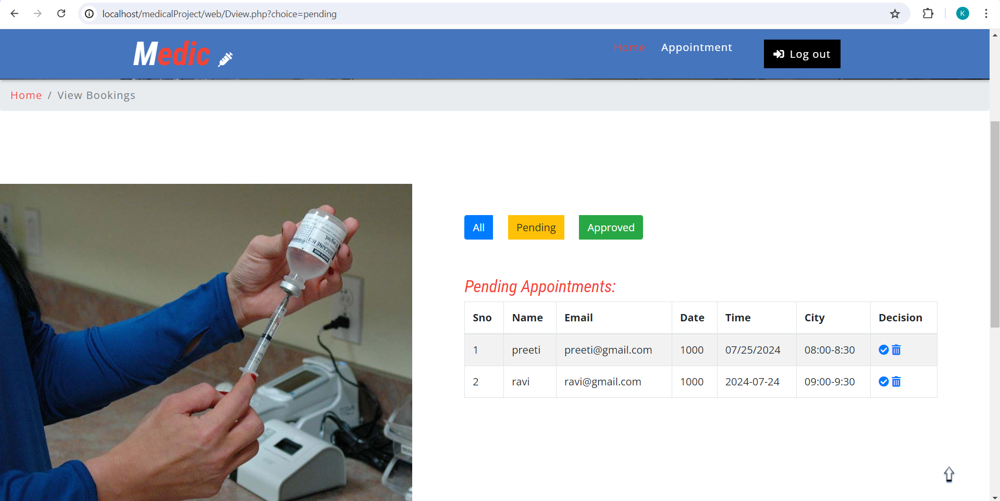 localhost/medicalProject/web/Dview.php?choice=pending
K
Medic
Home Appointment Log out
Home / View Bookings
All Pending Approved
Pending Appointments:
Sno Name Email Date Time City Decision
1 preeti preeti@gmail.com 1000 07/25/2024 08:00-8:30
2 ravi ravi@gmail.com 1000 2024-07-24 09:00-9:30
LIDOCAINE HCl